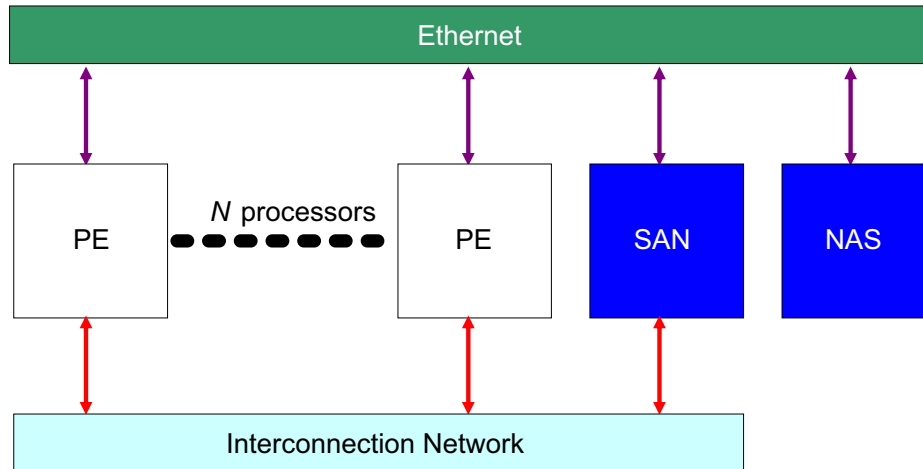 Ethernet
N processors
PE
PE
SAN
NAS
Interconnection Network